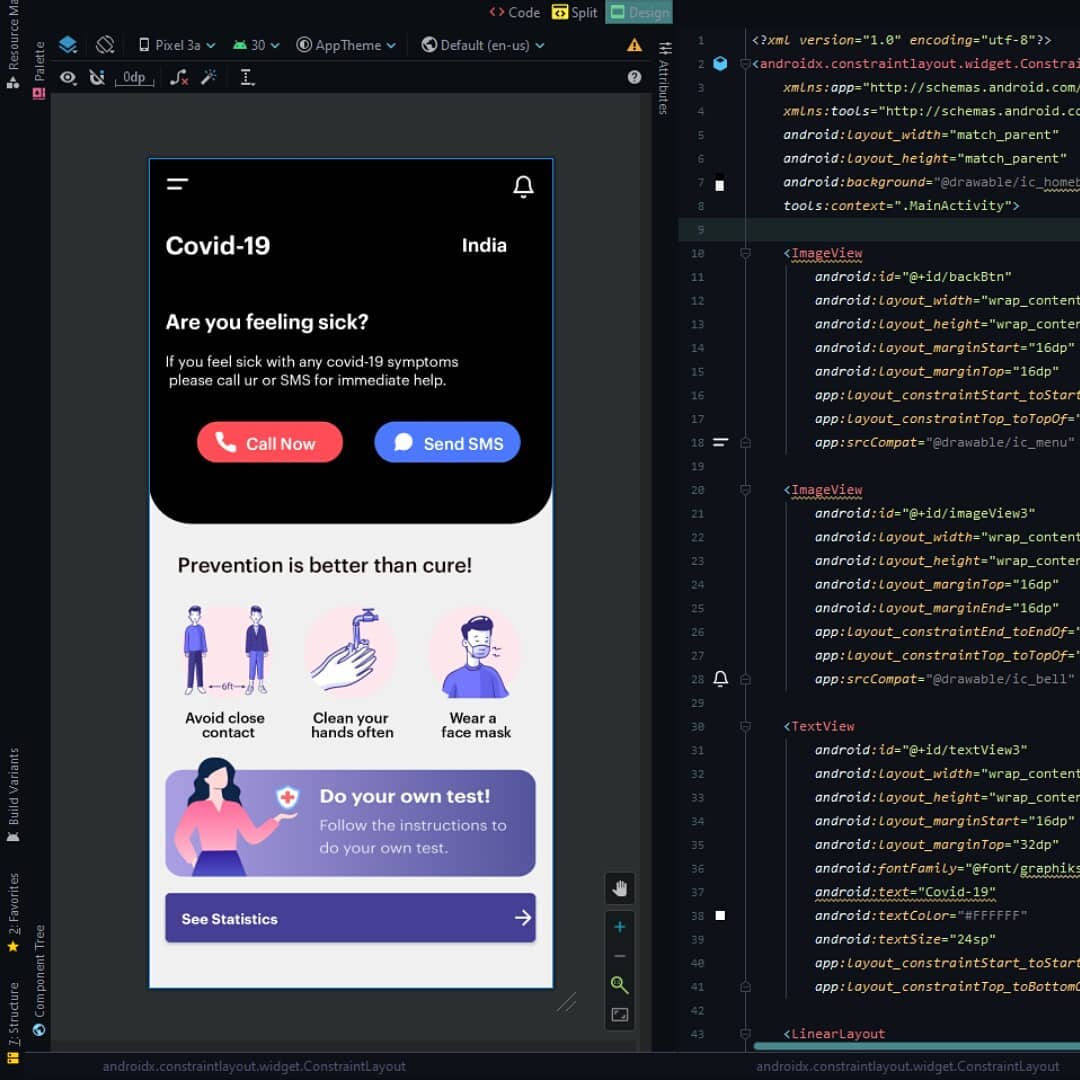 Code Split Design
Resource Ma
Palette
Pixel 3a 30 AppTheme Default (en-us)
0dp
Attributes
Covid-19 India
Are you feeling sick?
If you feel sick with any covid-19 symptoms
please call ur or SMS for immediate help.
Call Now Send SMS
Prevention is better than cure!
6ft
Avoid close
contact
Clean your
hands often
Wear a
face mask
Do your own test!
Follow the instructions to
do your own test.
See Statistics
Build Variants
2: Favorites
7: Structure
Component Tree
androidx.constraintlayout.widget.ConstraintLayout
1 <?xml version="1.0" encoding="utf-8"?>
2 <androidx.constraintlayout.widget.Constrai
3 xmlns:app="http://schemas.android.com/
4 xmlns:tools="http://schemas.android.co
5 android:layout_width="match_parent"
6 android:layout_height="match_parent"
7 android:background="@drawable/ic_homeb
8 tools:context=".MainActivity">
9
10 <ImageView
11 android:id="@+id/backBtn"
12 android:layout_width="wrap_content
13 android:layout_height="wrap_conten
14 android:layout_marginStart="16dp"
15 android:layout_marginTop="16dp"
16 app:layout_constraintStart_toStart
17 app:layout_constraintTop_toTopOf="
18 app:srcCompat="@drawable/ic_menu"
19
20 <ImageView
21 android:id="@+id/imageView3"
22 android:layout_width="wrap_content
23 android:layout_height="wrap_conten
24 android:layout_marginTop="16dp"
25 android:layout_marginEnd="16dp"
26 app:layout_constraintEnd_toEndOf="
27 app:layout_constraintTop_toTopOf="
28 app:srcCompat="@drawable/ic_bell"
29
30 <TextView
31 android:id="@+id/textView3"
32 android:layout_width="wrap_content
33 android:layout_height="wrap_conten
34 android:layout_marginStart="16dp"
35 android:layout_marginTop="32dp"
36 android:fontFamily="@font/graphiks
37 android:text="Covid-19"
38 android:textColor="#FFFFFF"
39 android:textSize="24sp"
40 app:layout_constraintStart_toStart
41 app:layout_constraintTop_toBottomO
42
43 <LinearLayout
androidx.constraintlayout.widget.ConstraintLayout